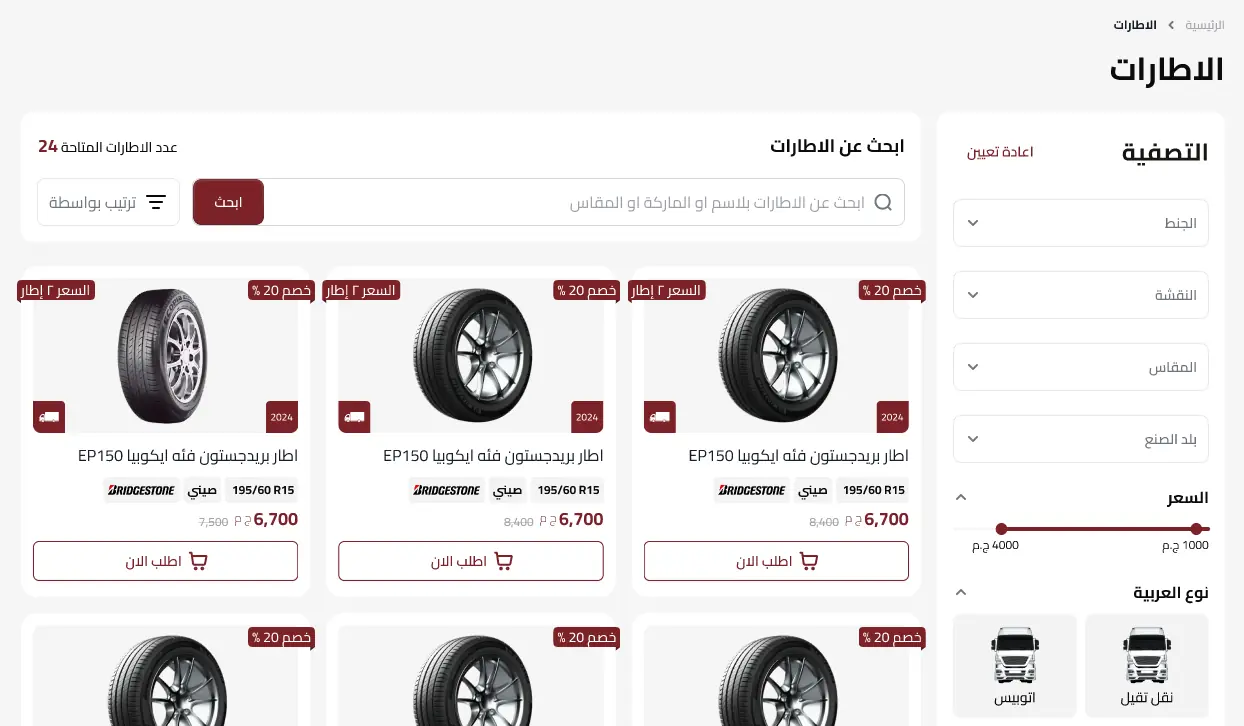 الرئيسية > الاطارات
الاطارات
التصفية
اعادة تعيين
الجنط
النقشة
المقاس
بلد الصنع
السعر
1000 ج.م
4000 ج.م
نوع العربية
نقل تقيل
اتوبيس
ابحث عن الاطارات
عدد الاطارات المتاحة 24
ابحث عن الاطارات بلاسم او الماركة او المقاس
ابحث
ترتيب بواسطة
خصم 20 %
السعر ٢ إطار
2024
اطار بريدجستون فئه ايكوبيا EP150
195/60 R15
صيني
BRIDGESTONE
6,700 ج م 8,400
اطلب الان
خصم 20 %
السعر ٢ إطار
2024
اطار بريدجستون فئه ايكوبيا EP150
195/60 R15
صيني
BRIDGESTONE
6,700 ج م 8,400
اطلب الان
خصم 20 %
السعر ٢ إطار
2024
اطار بريدجستون فئه ايكوبيا EP150
195/60 R15
صيني
BRIDGESTONE
6,700 ج م 7,500
اطلب الان
خصم 20 %
خصم 20 %
خصم 20 %